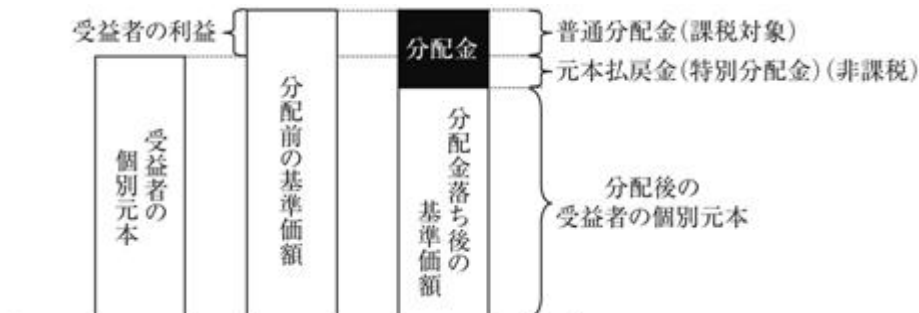 受益者の利益
受益者の
個別元本
分配前の基準価額
分配金
分配金落ち後の
基準価額
普通分配金(課税対象)
元本払戻金(特別分配金)(非課税)
分配後の
受益者の個別元本